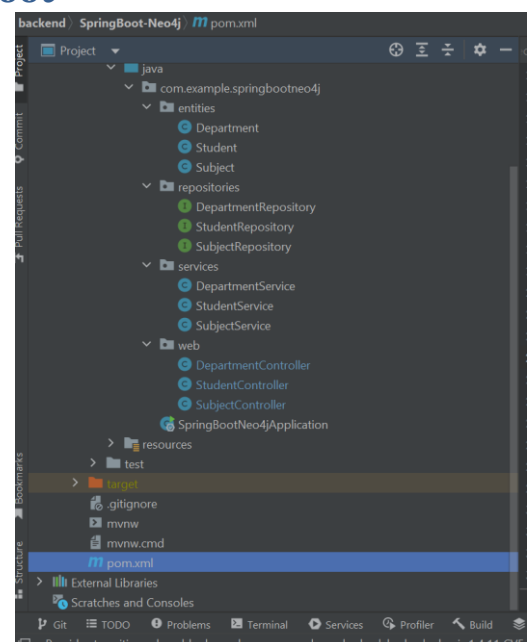 backend 〉 SpringBoot-Neo4j 〉 m pom.xml
Project
Project
java
com.example.springbootneo4j
entities
Department
Student
Subject
repositories
DepartmentRepository
StudentRepository
SubjectRepository
services
DepartmentService
StudentService
SubjectService
web
DepartmentController
StudentController
SubjectController
SpringBootNeo4jApplication
resources
test
target
.gitignore
mvnw
mvnw.cmd
m pom.xml
External Libraries
Scratches and Consoles
Commit
Pull Requests
Bookmarks
Structure
Git TODO Problems Terminal Services Profiler Build